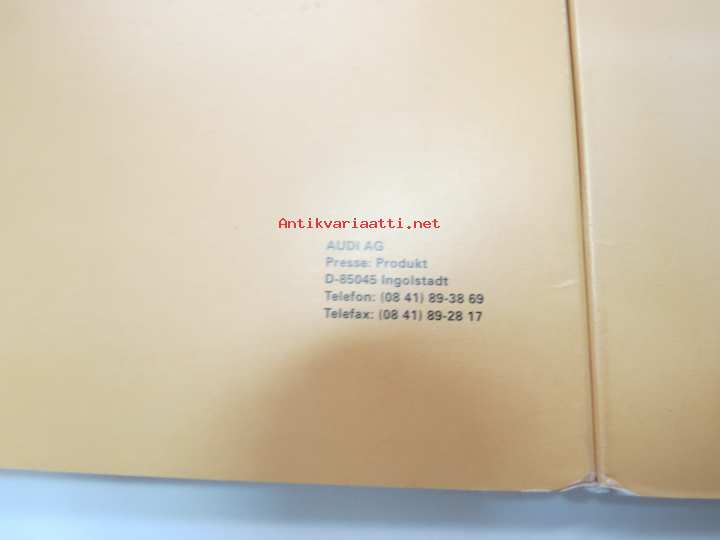 Antikvariaatti.net
AUDI AG
Presse: Produkt
D-85045 Ingolstadt
Telefon: (08 41) 89-38 69
Telefax: (08 41) 89-28 17